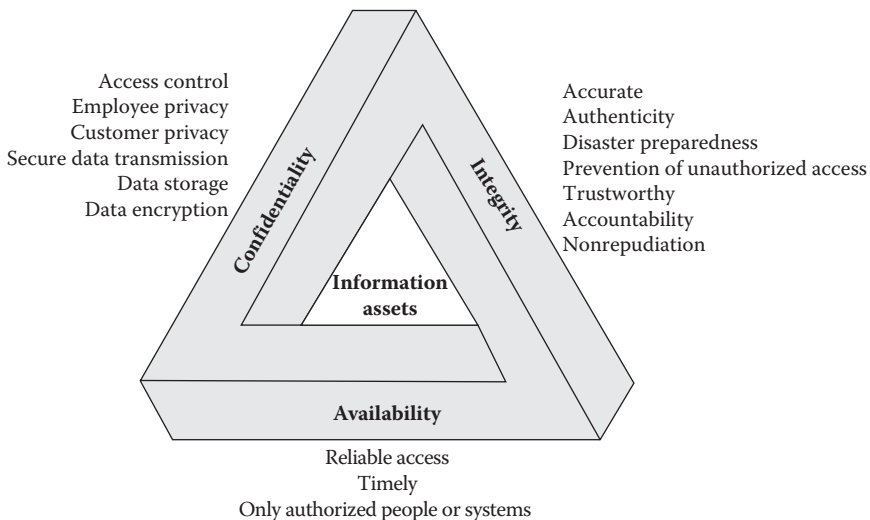 Access control
Employee privacy
Customer privacy
Secure data transmission
Data storage
Data encryption
Confidentiality
Accurate
Authenticity
Disaster preparedness
Prevention of unauthorized access
Trustworthy
Accountability
Nonrepudiation
Integrity
Information
assets
Availability
Reliable access
Timely
Only authorized people or systems